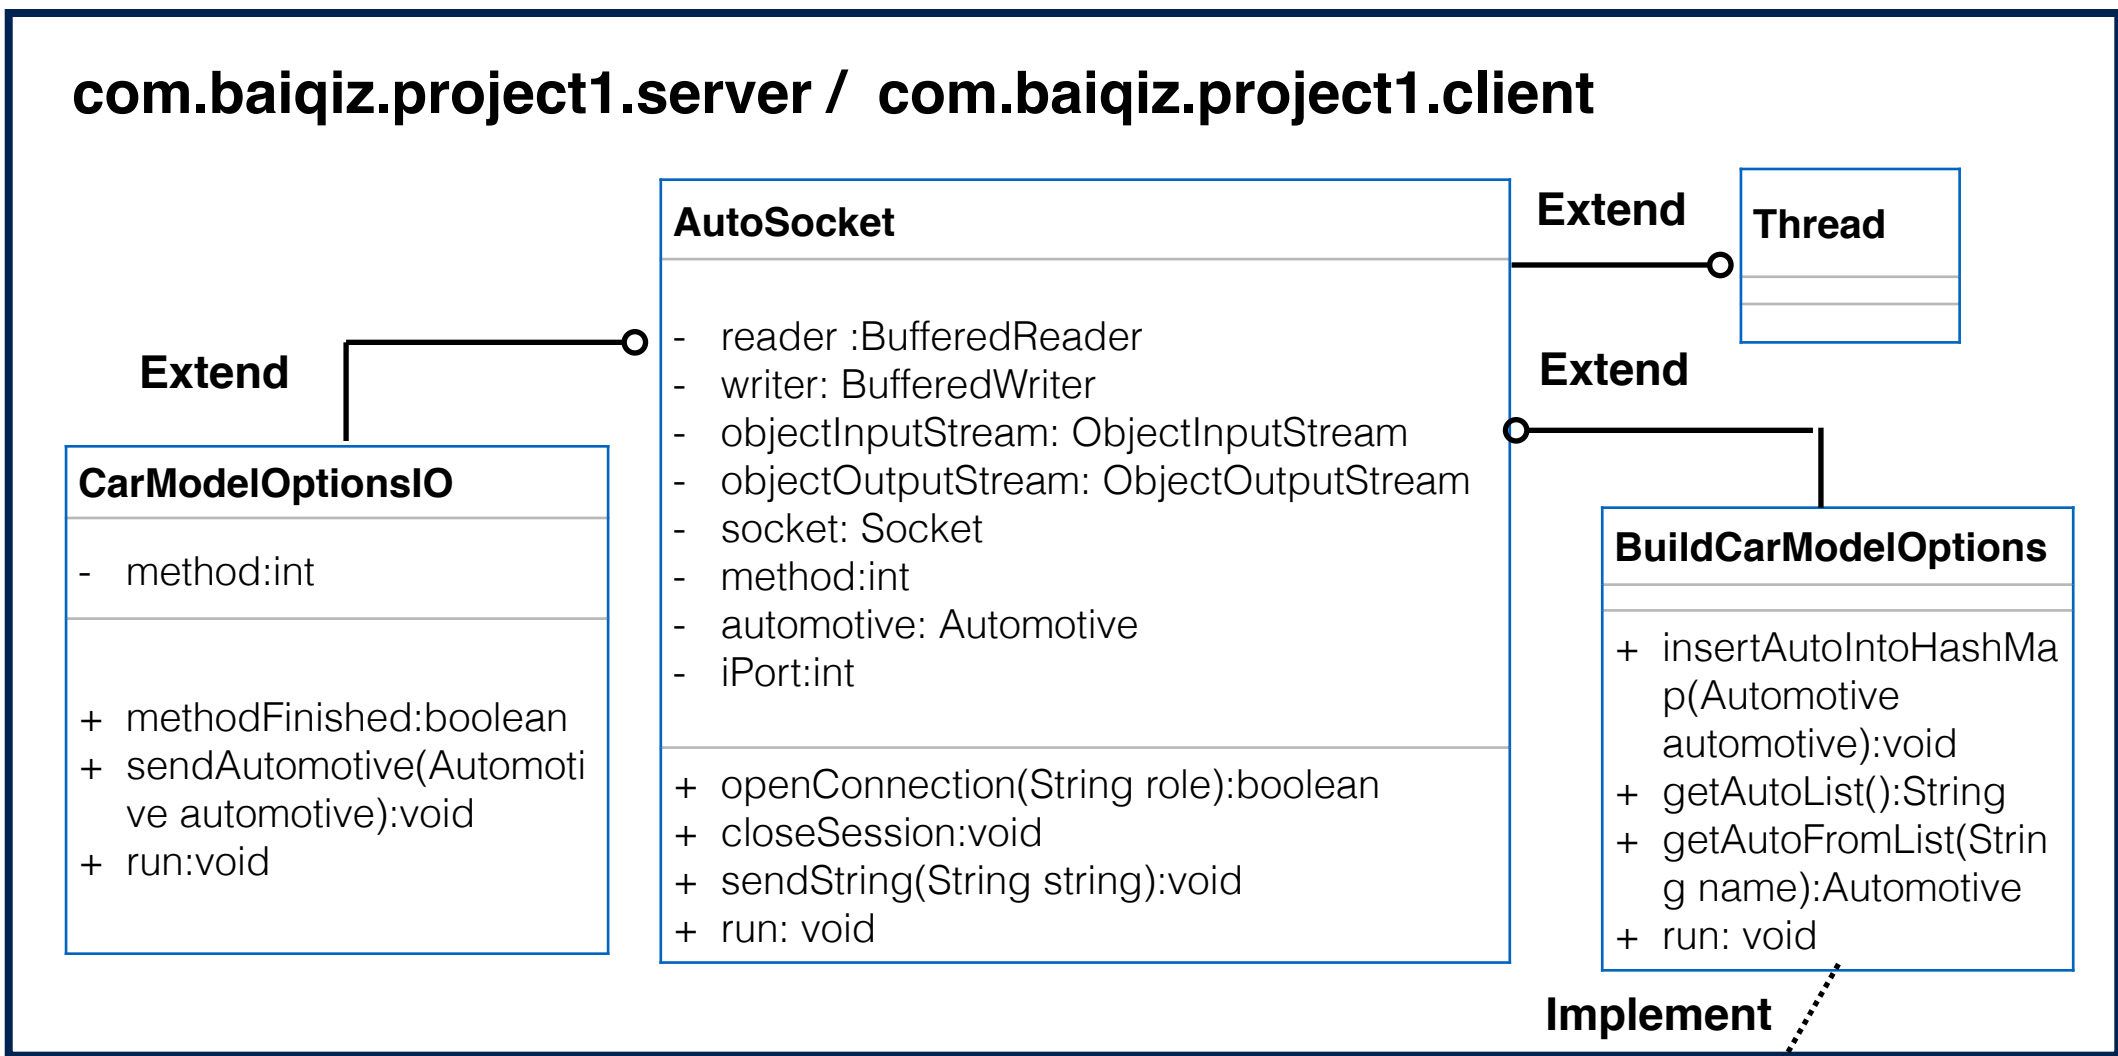 com.baiqiz.project1.server / com.baiqiz.project1.client
Extend
CarModelOptionsIO
- method:int
+ methodFinished:boolean
+ sendAutomotive(Automoti
ve automotive):void
+ run:void
AutoSocket
- reader :BufferedReader
- writer: BufferedWriter
- objectInputStream: ObjectInputStream
- objectOutputStream: ObjectOutputStream
- socket: Socket
- method:int
- automotive: Automotive
- iPort:int
+ openConnection(String role):boolean
+ closeSession:void
+ sendString(String string):void
+ run: void
Extend
Thread
Extend
BuildCarModelOptions
+ insertAutoIntoHashMa
p(Automotive
automotive):void
+ getAutoList():String
+ getAutoFromList(Strin
g name):Automotive
+ run: void
Implement